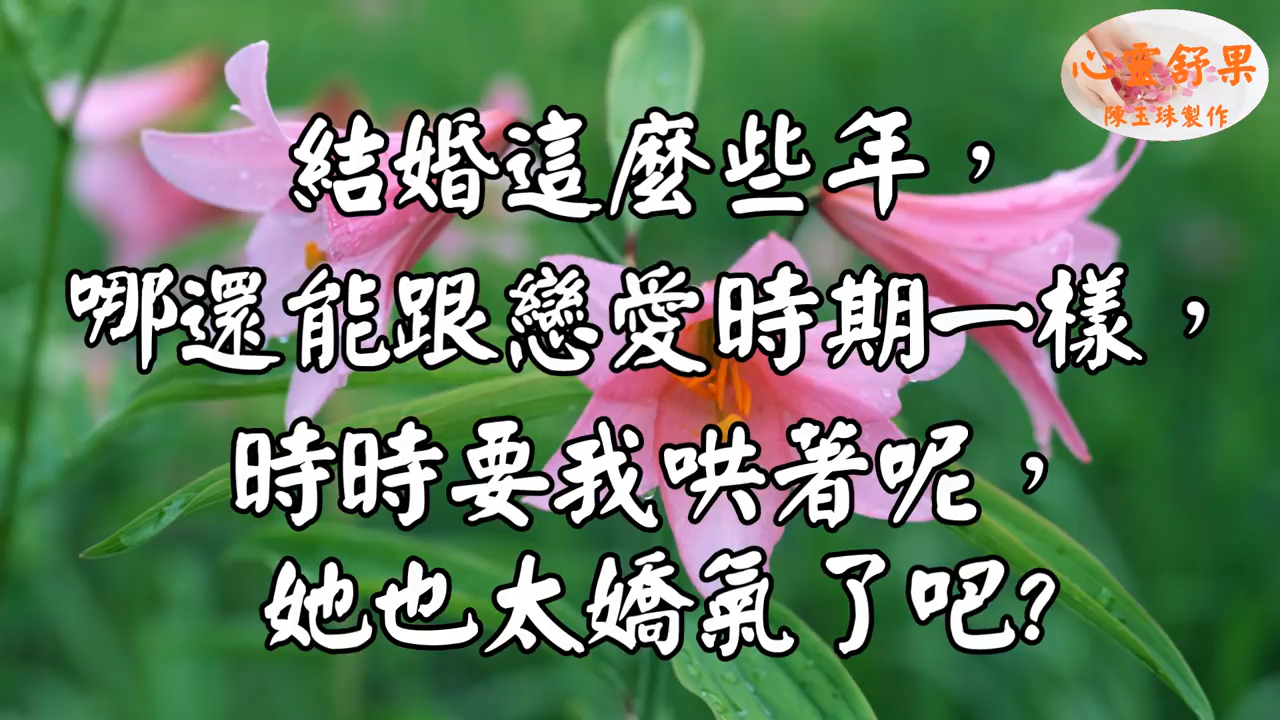 心靈舒果
陳玉珠製作
結婚這麼些年，
哪還能跟戀愛時期一樣，
時時要我哄著呢，
她也太嬌氣了吧?